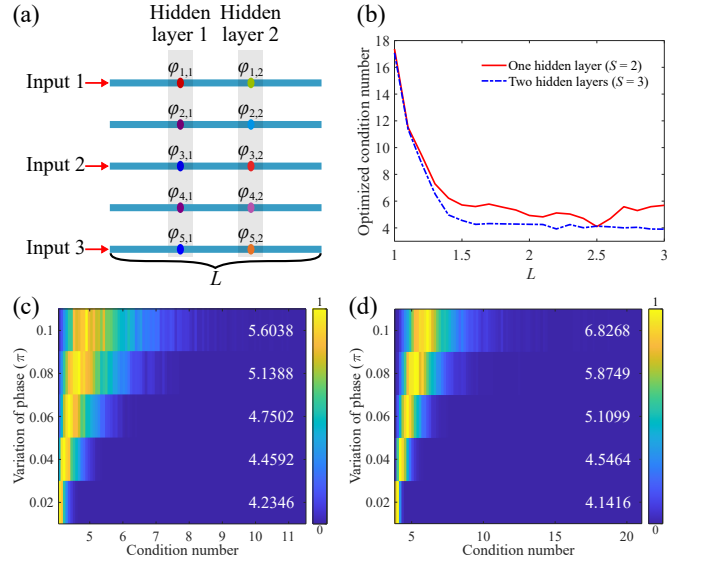 (a)
Hidden layer 1
Hidden layer 2
Input 1
φ1,1
φ1,2
φ2,1
φ2,2
Input 2
φ3,1
φ3,2
φ4,1
φ4,2
Input 3
φ5,1
φ5,2
L
(b)
Optimized condition number
18
16
14
12
10
8
6
4
One hidden layer (S = 2)
Two hidden layers (S = 3)
1
1.5
2
2.5
3
L
(c)
Variation of phase (π)
0.1
0.08
0.06
0.04
0.02
5.6038
5.1388
4.7502
4.4592
4.2346
5
6
7
8
9
10
11
Condition number
1
0
(d)
Variation of phase (π)
0.1
0.08
0.06
0.04
0.02
6.8268
5.8749
5.1099
4.5464
4.1416
5
10
15
20
Condition number
1
0